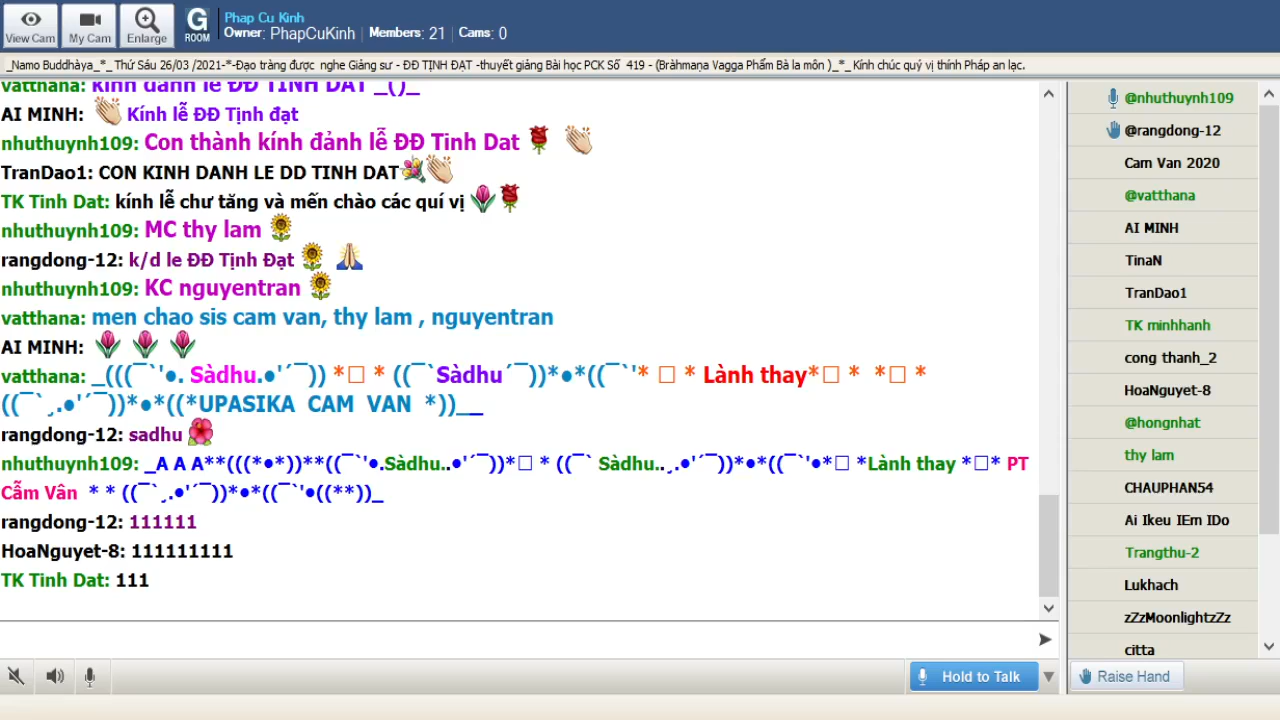 View Cam
My Cam
Enlarge
G
ROOM
Phap Cu Kinh
Owner: PhapCuKinh | Members: 21 | Cams: 0
_Namo Buddhàya_*_ Thứ Sáu 26/03 /2021-*-Đạo tràng được nghe Giảng sư - ĐĐ TỊNH ĐẠT -thuyết giảng Bài học PCK Số 419 - (Bràhmaṇa Vagga Phẩm Bà la môn )_*_ Kính chúc quý vị thính Pháp an lạc.
vatthana: kính đảnh lễ ĐĐ TINH DAT _()_
AI MINH: Kính lễ ĐĐ Tịnh đạt
nhuthuynh109: Con thành kính đảnh lễ ĐĐ Tinh Dat
TranDao1: CON KINH DANH LE DD TINH DAT
TK Tinh Dat: kính lễ chư tăng và mến chào các quí vị
nhuthuynh109: MC thy lam
rangdong-12: k/d le ĐĐ Tịnh Đạt
nhuthuynh109: KC nguyentran
vatthana: men chao sis cam van, thy lam , nguyentran
AI MINH:
vatthana: _(((¯`'•. Sàdhu.•'´¯)) *□ * ((¯`Sàdhu´¯))*•*((¯`'* □ * Lành thay*□ * *□ *
((¯`¸.•'´¯))*•*((*UPASIKA CAM VAN *))__
rangdong-12: sadhu
nhuthuynh109: _A A A**(((*•*))**((¯`'•.Sàdhu..•'´¯))*□ * ((¯` Sàdhu..¸.•'´¯))*•*((¯`'•*□ *Lành thay *□* PT
Cẩm Vân * * ((¯`¸.•'´¯))*•*((¯`'•((**))_
rangdong-12: 111111
HoaNguyet-8: 111111111
TK Tinh Dat: 111
@nhuthuynh109
@rangdong-12
Cam Van 2020
@vatthana
AI MINH
TinaN
TranDao1
TK minhhanh
cong thanh_2
HoaNguyet-8
@hongnhat
thy lam
CHAUPHAN54
Ai Ikeu IEm IDo
Trangthu-2
Lukhach
zZzMoonlightzZz
citta
Hold to Talk
Raise Hand